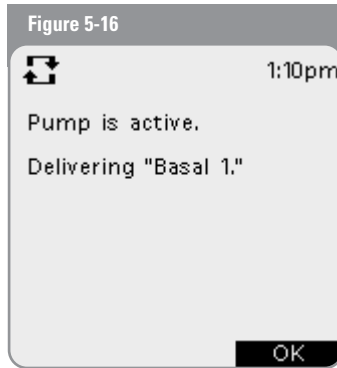 Figure 5-16
1:10pm
Pump is active.
Delivering "Basal 1."
OK